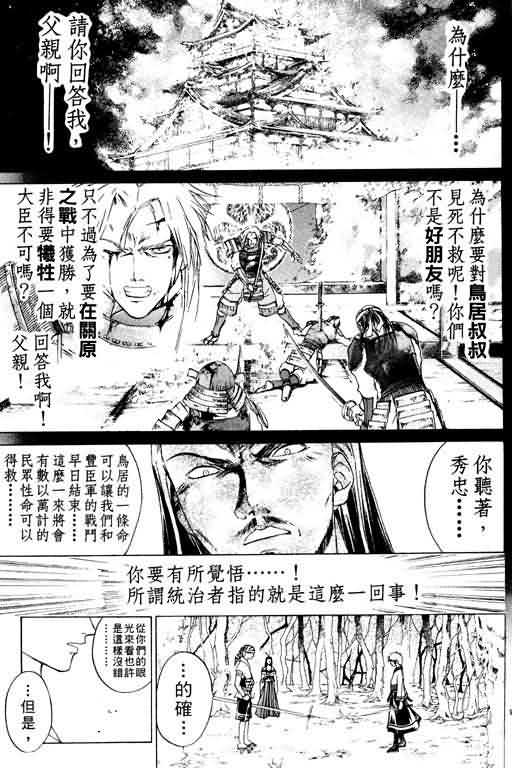 為什麼——
請你回答我，
父親啊——！
為什麼要對鳥居叔叔
見死不救呢！你們
不是好朋友嗎？
只不過為了要在關原
之戰中獲勝，就
非得要犧牲一個
大臣不可嗎？
回答我啊！
父親！
你聽著，
秀忠……
鳥居的一條命
可以讓我們和
豐臣軍的戰鬥
早日結束……
這麼一來將會
有數以萬計的
民眾性命可以
得救……
你要有所覺悟……！
所謂統治者指的就是這麼一回事！
…的確…
從你們的眼
光來看也許
是這樣沒錯
……
…但是，